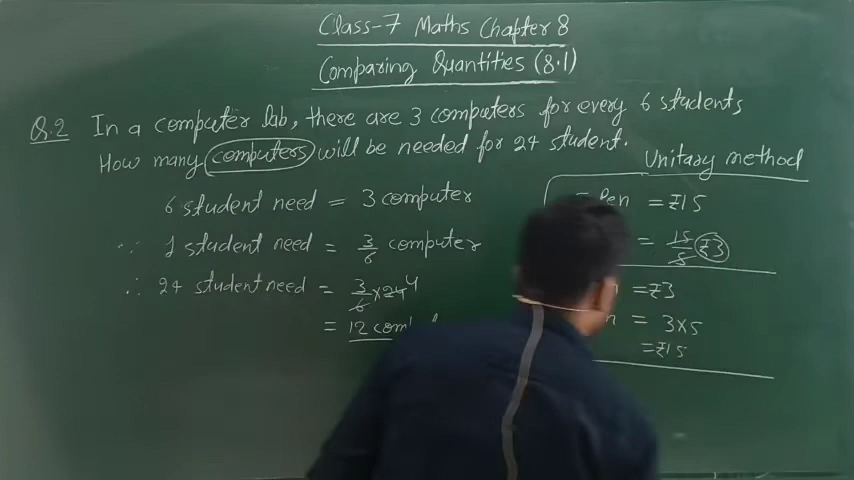 Class-7 Maths Chapter 8
Comparing Quantities (8.1)
Q.2 In a computer lab, there are 3 computers for every 6 students
How many computers will be needed for 24 student.
6 student need = 3 computer
∵ 1 student need = 3/6 computer
∴ 24 student need = 3/6 × 24 4
= 12
Unitary method
Pen = ₹15
= 15/5 ₹3
= ₹3
= 3×5
= ₹15